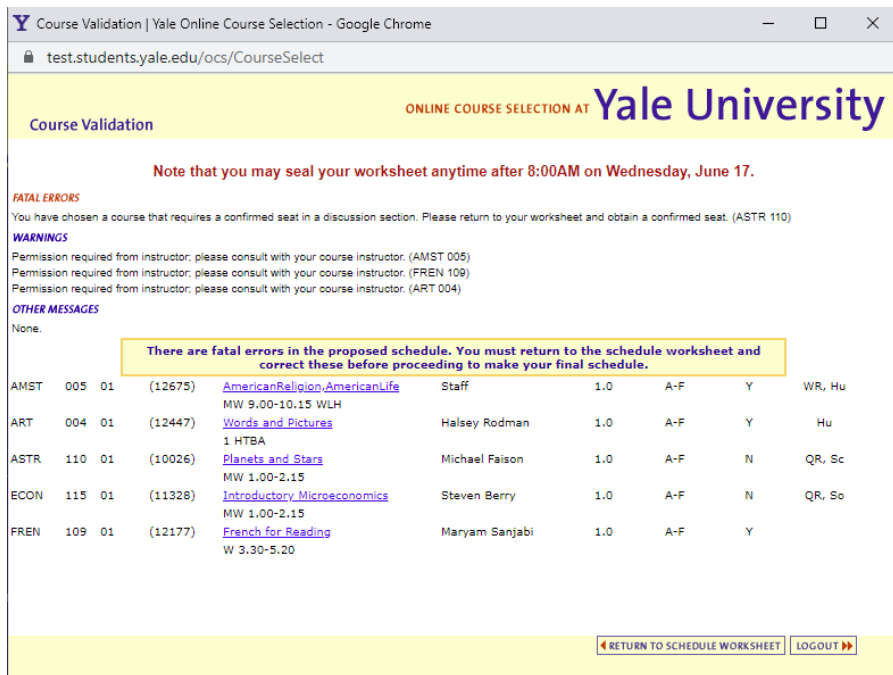 Y Course Validation | Yale Online Course Selection - Google Chrome
test.students.yale.edu/ocs/CourseSelect
Course Validation
ONLINE COURSE SELECTION AT Yale University
Note that you may seal your worksheet anytime after 8:00AM on Wednesday, June 17.
FATAL ERRORS
You have chosen a course that requires a confirmed seat in a discussion section. Please return to your worksheet and obtain a confirmed seat. (ASTR 110)
WARNINGS
Permission required from instructor; please consult with your course instructor. (AMST 005)
Permission required from instructor; please consult with your course instructor. (FREN 109)
Permission required from instructor; please consult with your course instructor. (ART 004)
OTHER MESSAGES
None.
There are fatal errors in the proposed schedule. You must return to the schedule worksheet and
correct these before proceeding to make your final schedule.
AMST 005 01 (12675) AmericanReligion,AmericanLife Staff 1.0 A-F Y WR, Hu
MW 9.00-10.15 WLH
ART 004 01 (12447) Words and Pictures Halsey Rodman 1.0 A-F Y Hu
1 HTBA
ASTR 110 01 (10026) Planets and Stars Michael Faison 1.0 A-F N QR, Sc
MW 1.00-2.15
ECON 115 01 (11328) Introductory Microeconomics Steven Berry 1.0 A-F N QR, So
MW 1.00-2.15
FREN 109 01 (12177) French for Reading Maryam Sanjabi 1.0 A-F Y
W 3.30-5.20
RETURN TO SCHEDULE WORKSHEET LOGOUT